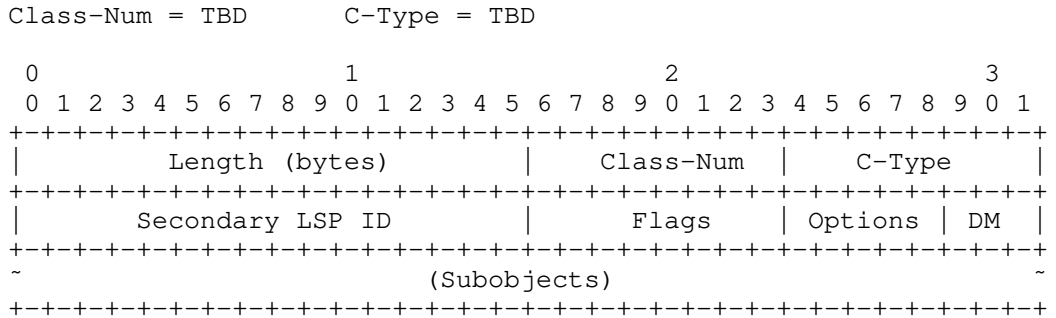 Class-Num = TBD       C-Type = TBD

 0                   1                   2                   3
 0 1 2 3 4 5 6 7 8 9 0 1 2 3 4 5 6 7 8 9 0 1 2 3 4 5 6 7 8 9 0 1
+-+-+-+-+-+-+-+-+-+-+-+-+-+-+-+-+-+-+-+-+-+-+-+-+-+-+-+-+-+-+-+-+
|         Length (bytes)        |   Class-Num   |    C-Type     |
+-+-+-+-+-+-+-+-+-+-+-+-+-+-+-+-+-+-+-+-+-+-+-+-+-+-+-+-+-+-+-+-+
|       Secondary LSP ID        |     Flags     | Options | DM  |
+-+-+-+-+-+-+-+-+-+-+-+-+-+-+-+-+-+-+-+-+-+-+-+-+-+-+-+-+-+-+-+-+
~                         (Subobjects)                          ~
+-+-+-+-+-+-+-+-+-+-+-+-+-+-+-+-+-+-+-+-+-+-+-+-+-+-+-+-+-+-+-+-+